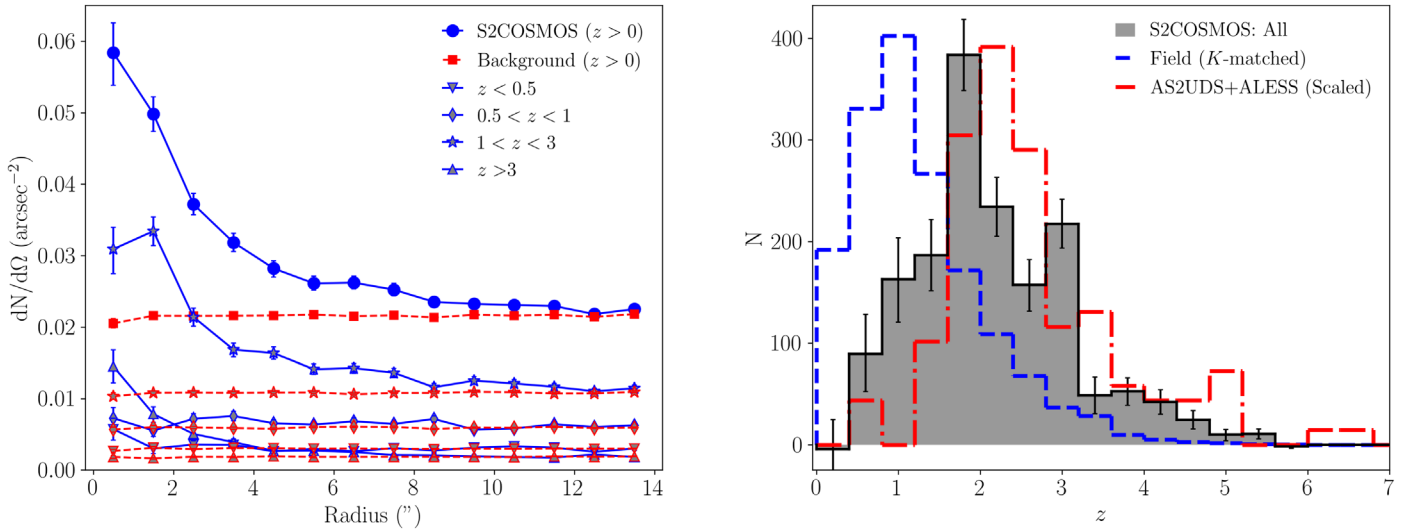 0.06
0.05
0.04
0.03
0.02
0.01
0.00
dN/dΩ (arcsec⁻²)
0 2 4 6 8 10 12 14
Radius (")
S2COSMOS (z > 0)
Background (z > 0)
z < 0.5
0.5 < z < 1
1 < z < 3
z >3
400
300
200
100
0
N
0 1 2 3 4 5 6 7
z
S2COSMOS: All
Field (K-matched)
AS2UDS+ALESS (Scaled)